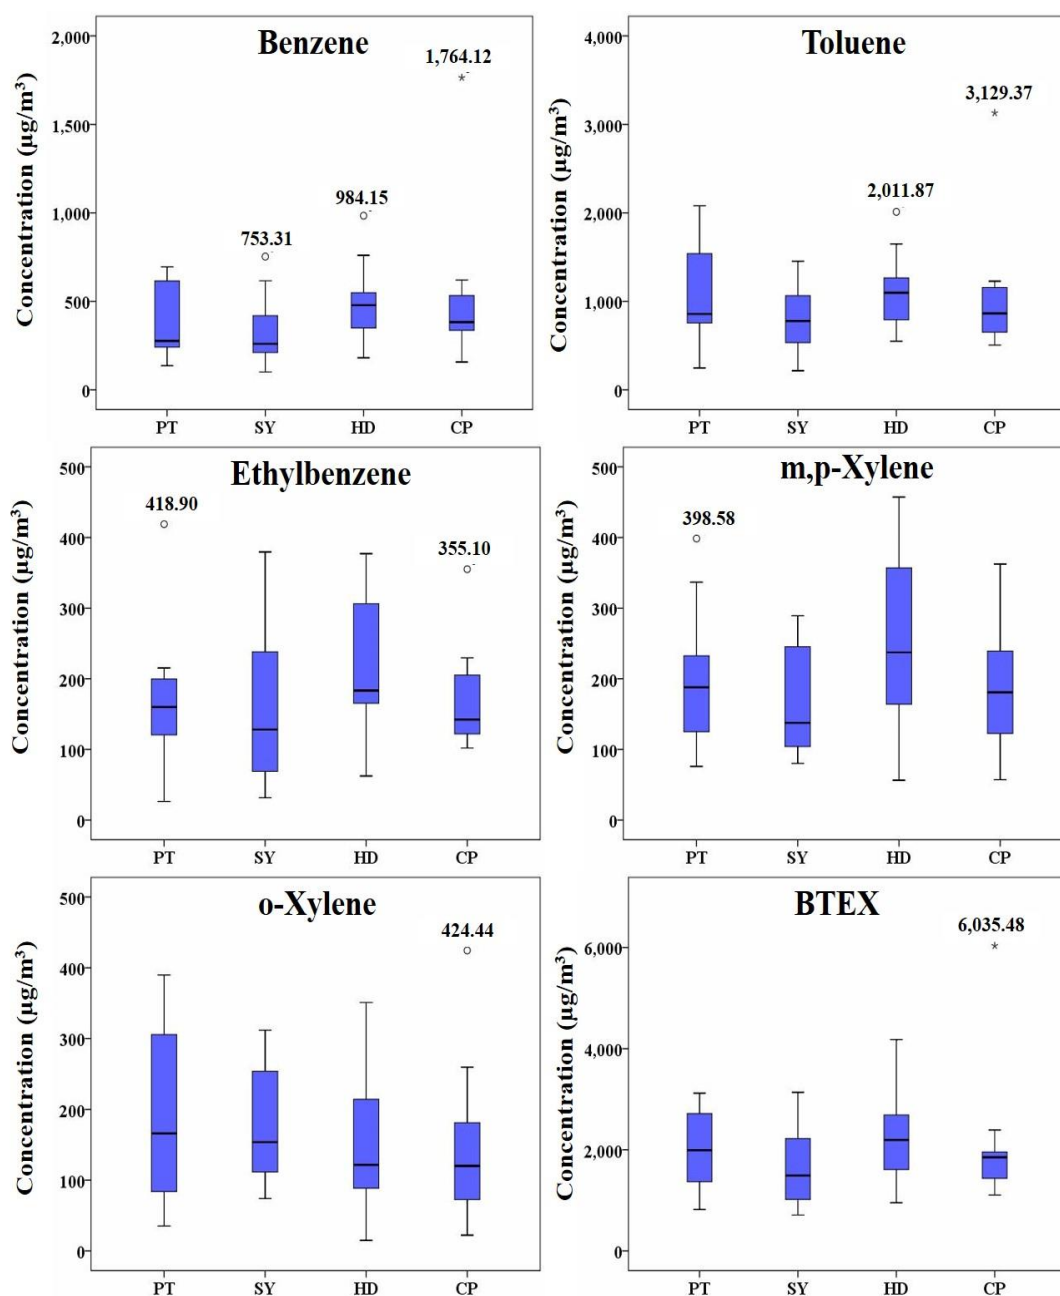 Benzene
Concentration (µg/m³)
2,000
1,500
1,000
500
0
753.31
984.15
1,764.12
PT SY HD CP
Toluene
Concentration (µg/m³)
4,000
3,000
2,000
1,000
0
2,011.87
3,129.37
PT SY HD CP
Ethylbenzene
Concentration (µg/m³)
500
400
300
200
100
0
418.90
355.10
PT SY HD CP
m,p-Xylene
Concentration (µg/m³)
500
400
300
200
100
0
398.58
PT SY HD CP
o-Xylene
Concentration (µg/m³)
500
400
300
200
100
0
424.44
PT SY HD CP
BTEX
Concentration (µg/m³)
6,000
4,000
2,000
0
6,035.48
PT SY HD CP